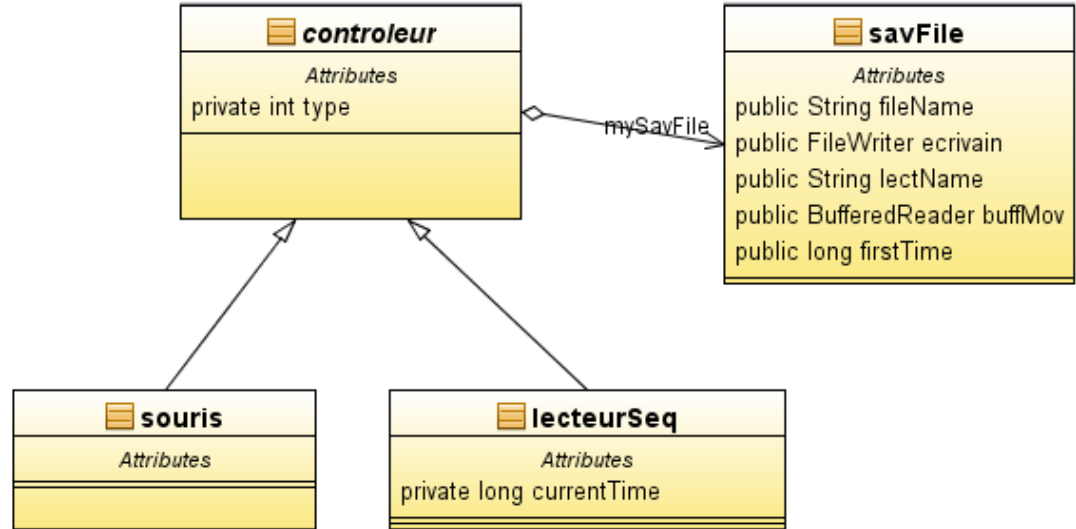 controleur
Attributes
private int type
mySavFile
savFile
Attributes
public String fileName
public FileWriter ecrivain
public String lectName
public BufferedReader buffMov
public long firstTime
souris
Attributes
lecteurSeq
Attributes
private long currentTime